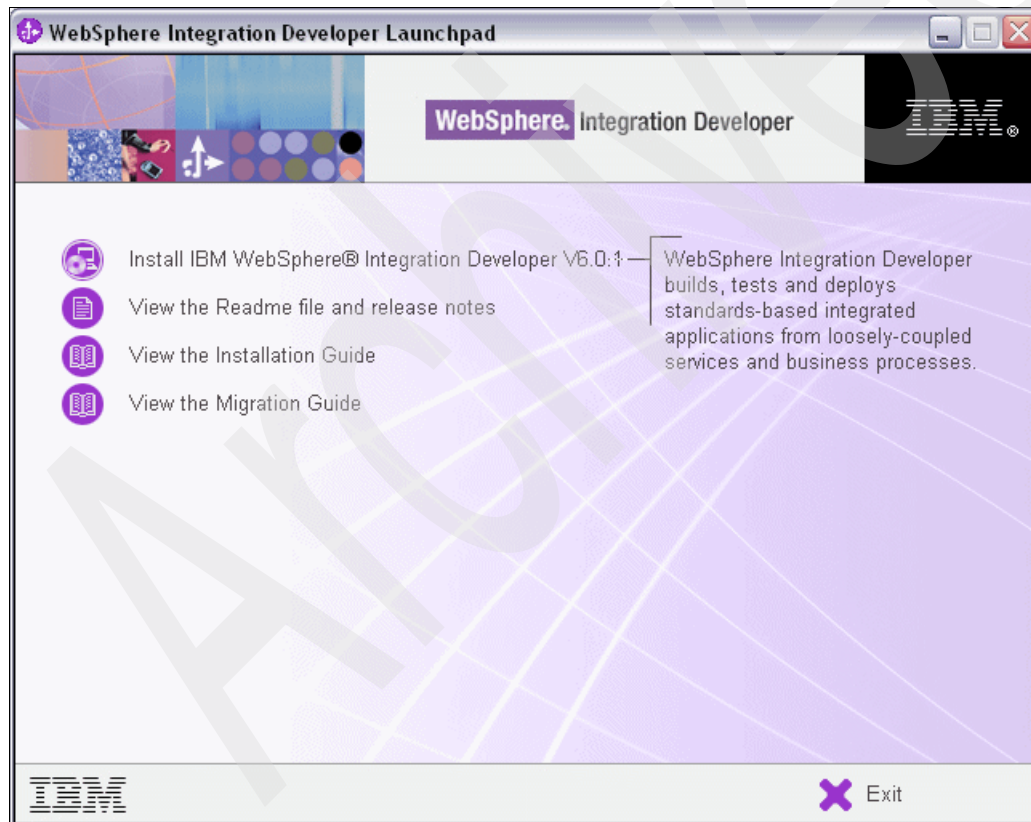 WebSphere Integration Developer Launchpad
WebSphere. Integration Developer
IBM®
Install IBM WebSphere® Integration Developer V6.0.1
View the Readme file and release notes
View the Installation Guide
View the Migration Guide
WebSphere Integration Developer
builds, tests and deploys
standards-based integrated
applications from loosely-coupled
services and business processes.
IBM
Exit